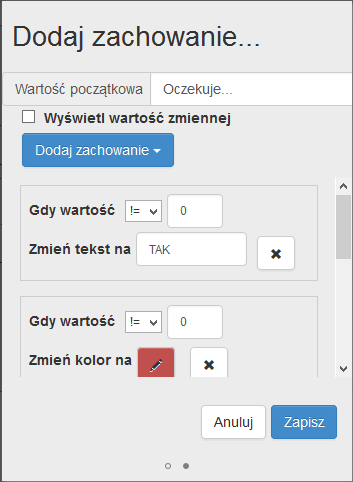 Dodaj zachowanie...
Wartość początkowa Oczekuje...
Wyświetl wartość zmiennej
Dodaj zachowanie
Gdy wartość != 0
Zmień tekst na TAK
Gdy wartość != 0
Zmień kolor na
Anuluj Zapisz